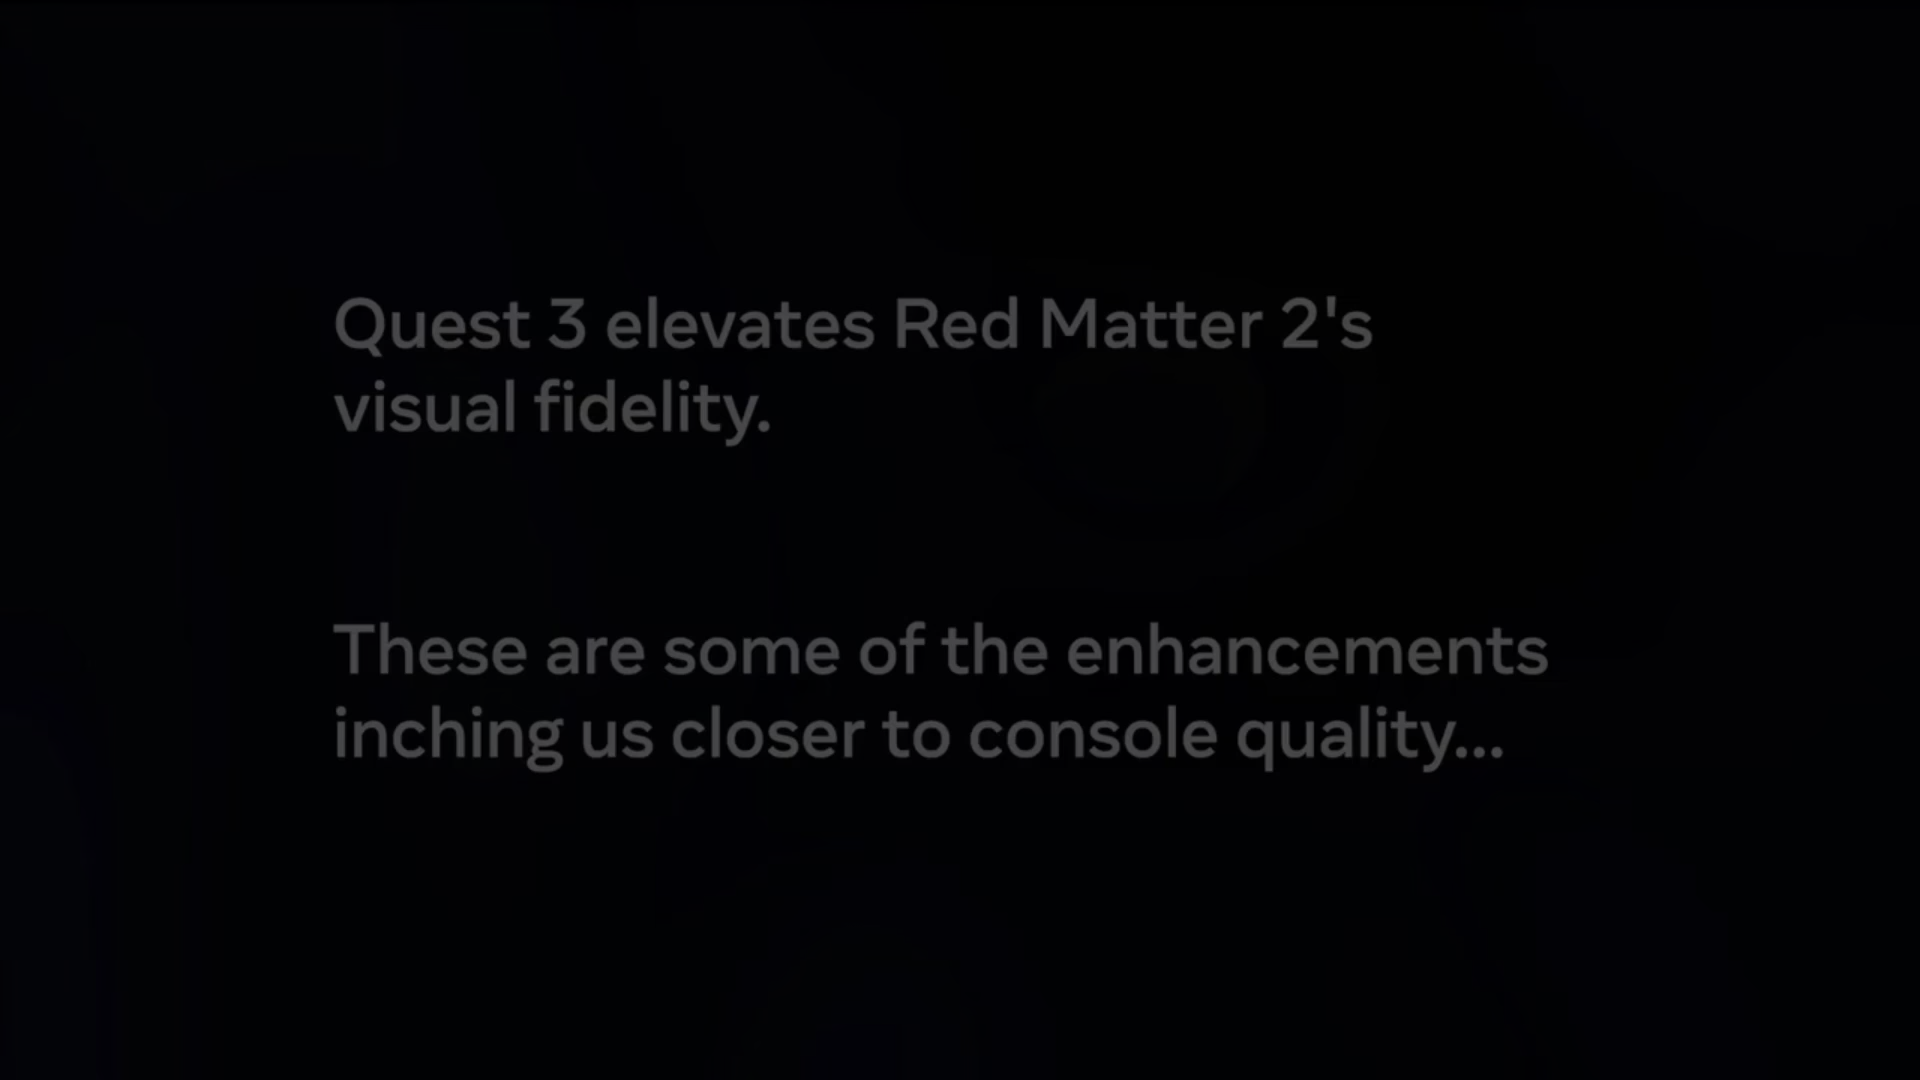 Quest 3 elevates Red Matter 2's
visual fidelity.
These are some of the enhancements
inching us closer to console quality...